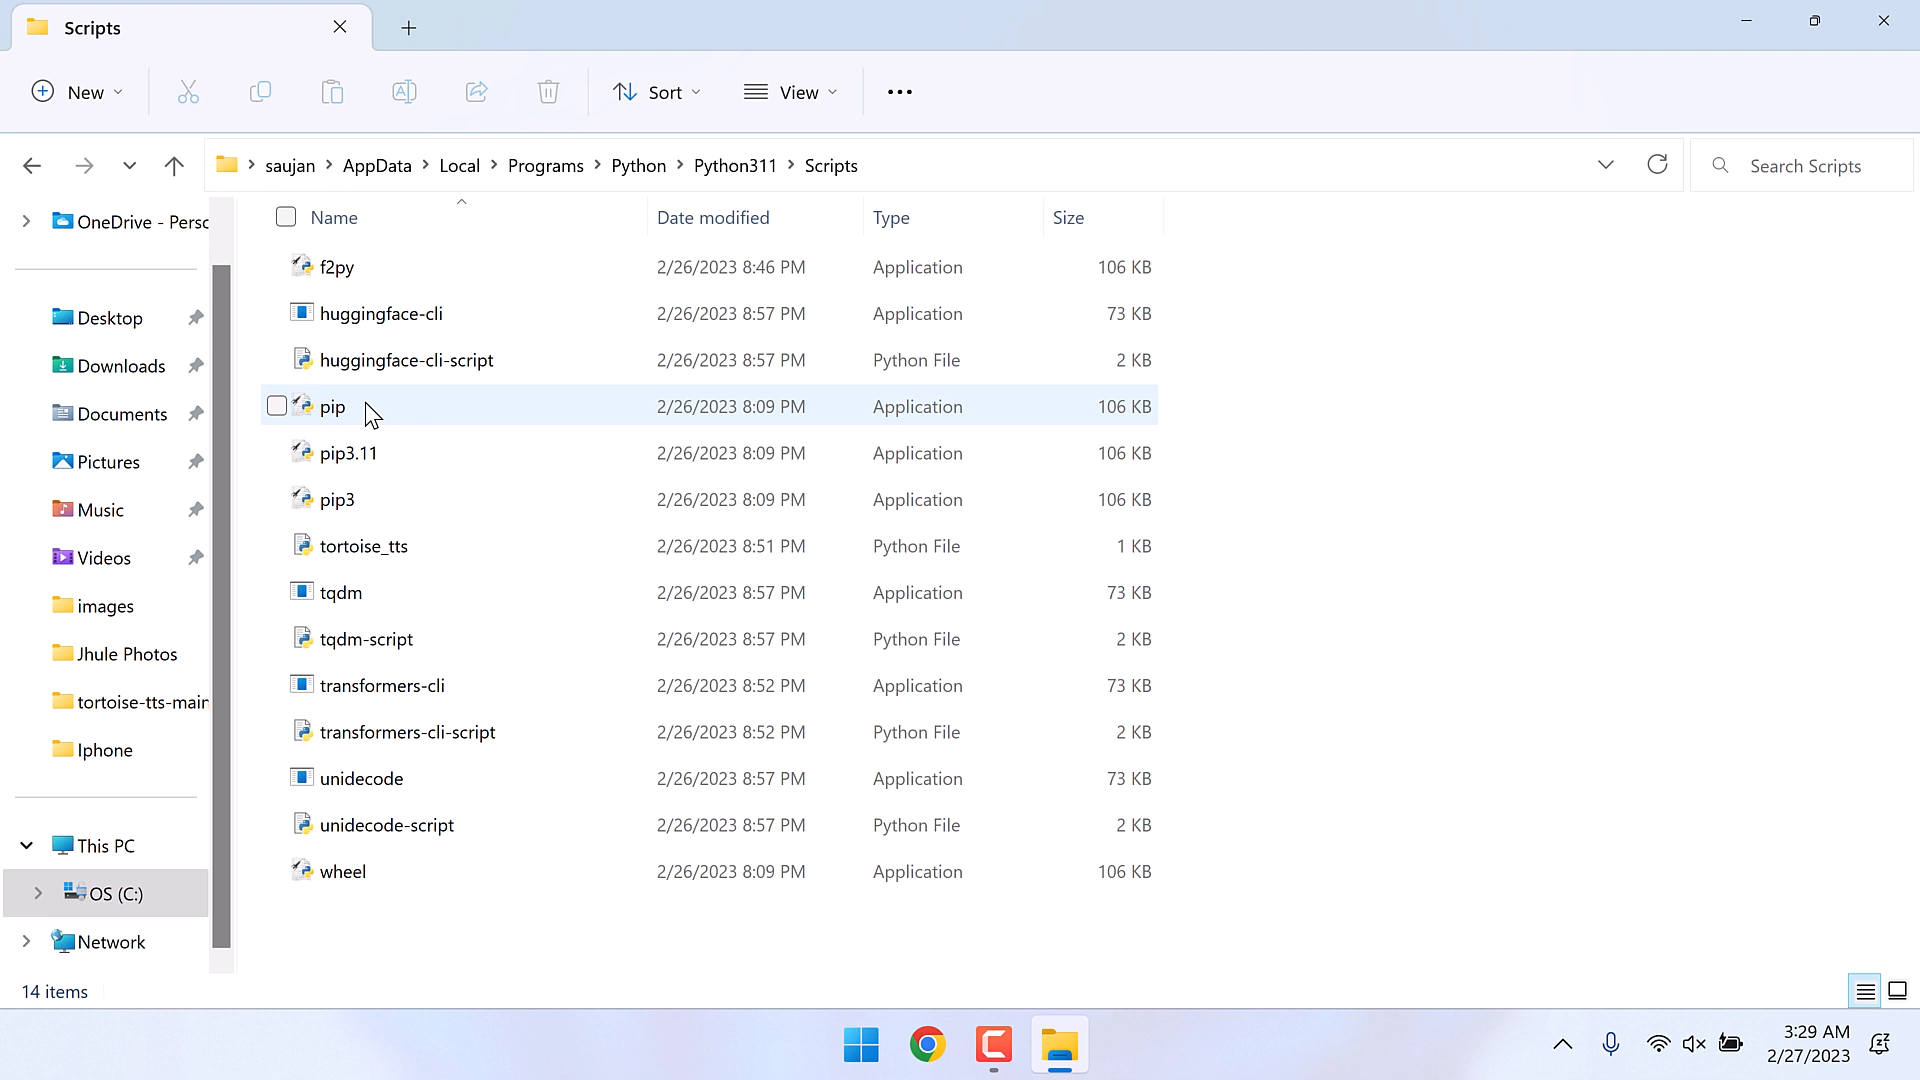 Scripts
New
Sort
View
saujan > AppData > Local > Programs > Python > Python311 > Scripts
Search Scripts
OneDrive - Perso
Desktop
Downloads
Documents
Pictures
Music
Videos
images
Jhule Photos
tortoise-tts-main
Iphone
This PC
OS (C:)
Network
Name Date modified Type Size
f2py 2/26/2023 8:46 PM Application 106 KB
huggingface-cli 2/26/2023 8:57 PM Application 73 KB
huggingface-cli-script 2/26/2023 8:57 PM Python File 2 KB
pip 2/26/2023 8:09 PM Application 106 KB
pip3.11 2/26/2023 8:09 PM Application 106 KB
pip3 2/26/2023 8:09 PM Application 106 KB
tortoise_tts 2/26/2023 8:51 PM Python File 1 KB
tqdm 2/26/2023 8:57 PM Application 73 KB
tqdm-script 2/26/2023 8:57 PM Python File 2 KB
transformers-cli 2/26/2023 8:52 PM Application 73 KB
transformers-cli-script 2/26/2023 8:52 PM Python File 2 KB
unidecode 2/26/2023 8:57 PM Application 73 KB
unidecode-script 2/26/2023 8:57 PM Python File 2 KB
wheel 2/26/2023 8:09 PM Application 106 KB
14 items
3:29 AM
2/27/2023